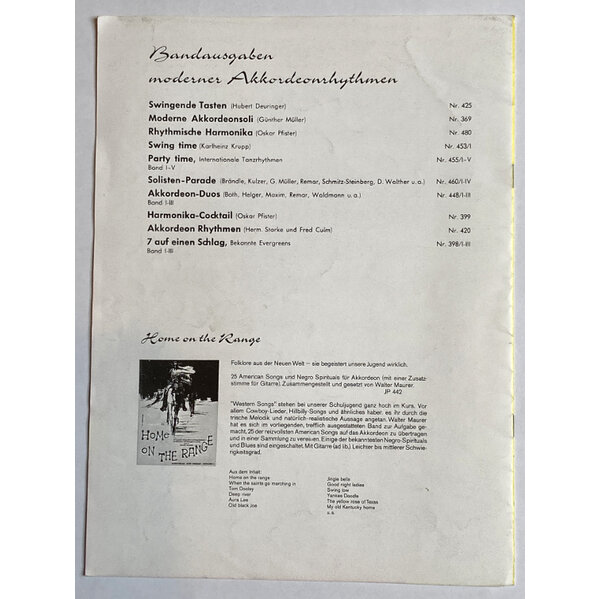 Bandausgaben
moderner Akkordeonrhythmen
Swingende Tasten (Hubert Deuringer) Nr. 425
Moderne Akkordeonsoli (Günther Müller) Nr. 369
Rhythmische Harmonika (Oskar Pfister) Nr. 480
Swing time (Karlheinz Krupp) Nr. 453/1
Party time, Internationale Tanzrhythmen Nr. 455/I-V
Band I-V
Solisten-Parade (Brändle, Kulzer, G. Müller, Remar, Schmitz-Steinberg, D. Walther u.a.) Nr. 460/I-IV
Akkordeon-Duos (Both, Helger, Maxim, Remar, Waldmann u.a.) Nr. 448/I-III
Band I-III
Harmonika-Cocktail (Oskar Pfister) Nr. 399
Akkordeon Rhythmen (Herm. Starke und Fred Culm) Nr. 420
7 auf einen Schlag, Bekannte Evergreens Nr. 398/I-III
Band I-III
Home on the Range
HOME
ON THE RANGE
Folklore aus der Neuen Welt – sie begeistert unsere Jugend wirklich.
25 American Songs und Negro Spirituals für Akkordeon (mit einer Zusatz-
stimme für Gitarre). Zusammengestellt und gesetzt von Walter Maurer.
JP 442
"Western Songs" stehen bei unserer Schuljugend ganz hoch im Kurs. Vor
allem Cowboy-Lieder, Hillbilly-Songs und ähnliches haber es ihr durch die
frische Melodik und natürlich-realistische Aussage angetan. Walter Maurer
hat es sich im vorliegenden, trefflich ausgestatteten Band zur Aufgabe ge-
macht, 25 der reizvollsten American Songs auf das Akkordeon zu übertragen
und in einer Sammlung zu vereinen. Einige der bekanntesten Negro-Spirituals
und Blues sind eingeschaltet. Mit Gitarre (ad lib.). Leichter bis mittlerer Schwie-
rigkeitsgrad.
Aus dem Inhalt:
Home on the range
When the saints go marching in
Tom Dooley
Deep river
Aura Lee
Old black Joe
Jingle bells
Good night ladies
Swing low
Yankee Doodle
The yellow rose of Texas
My old Kentucky home
u.a.